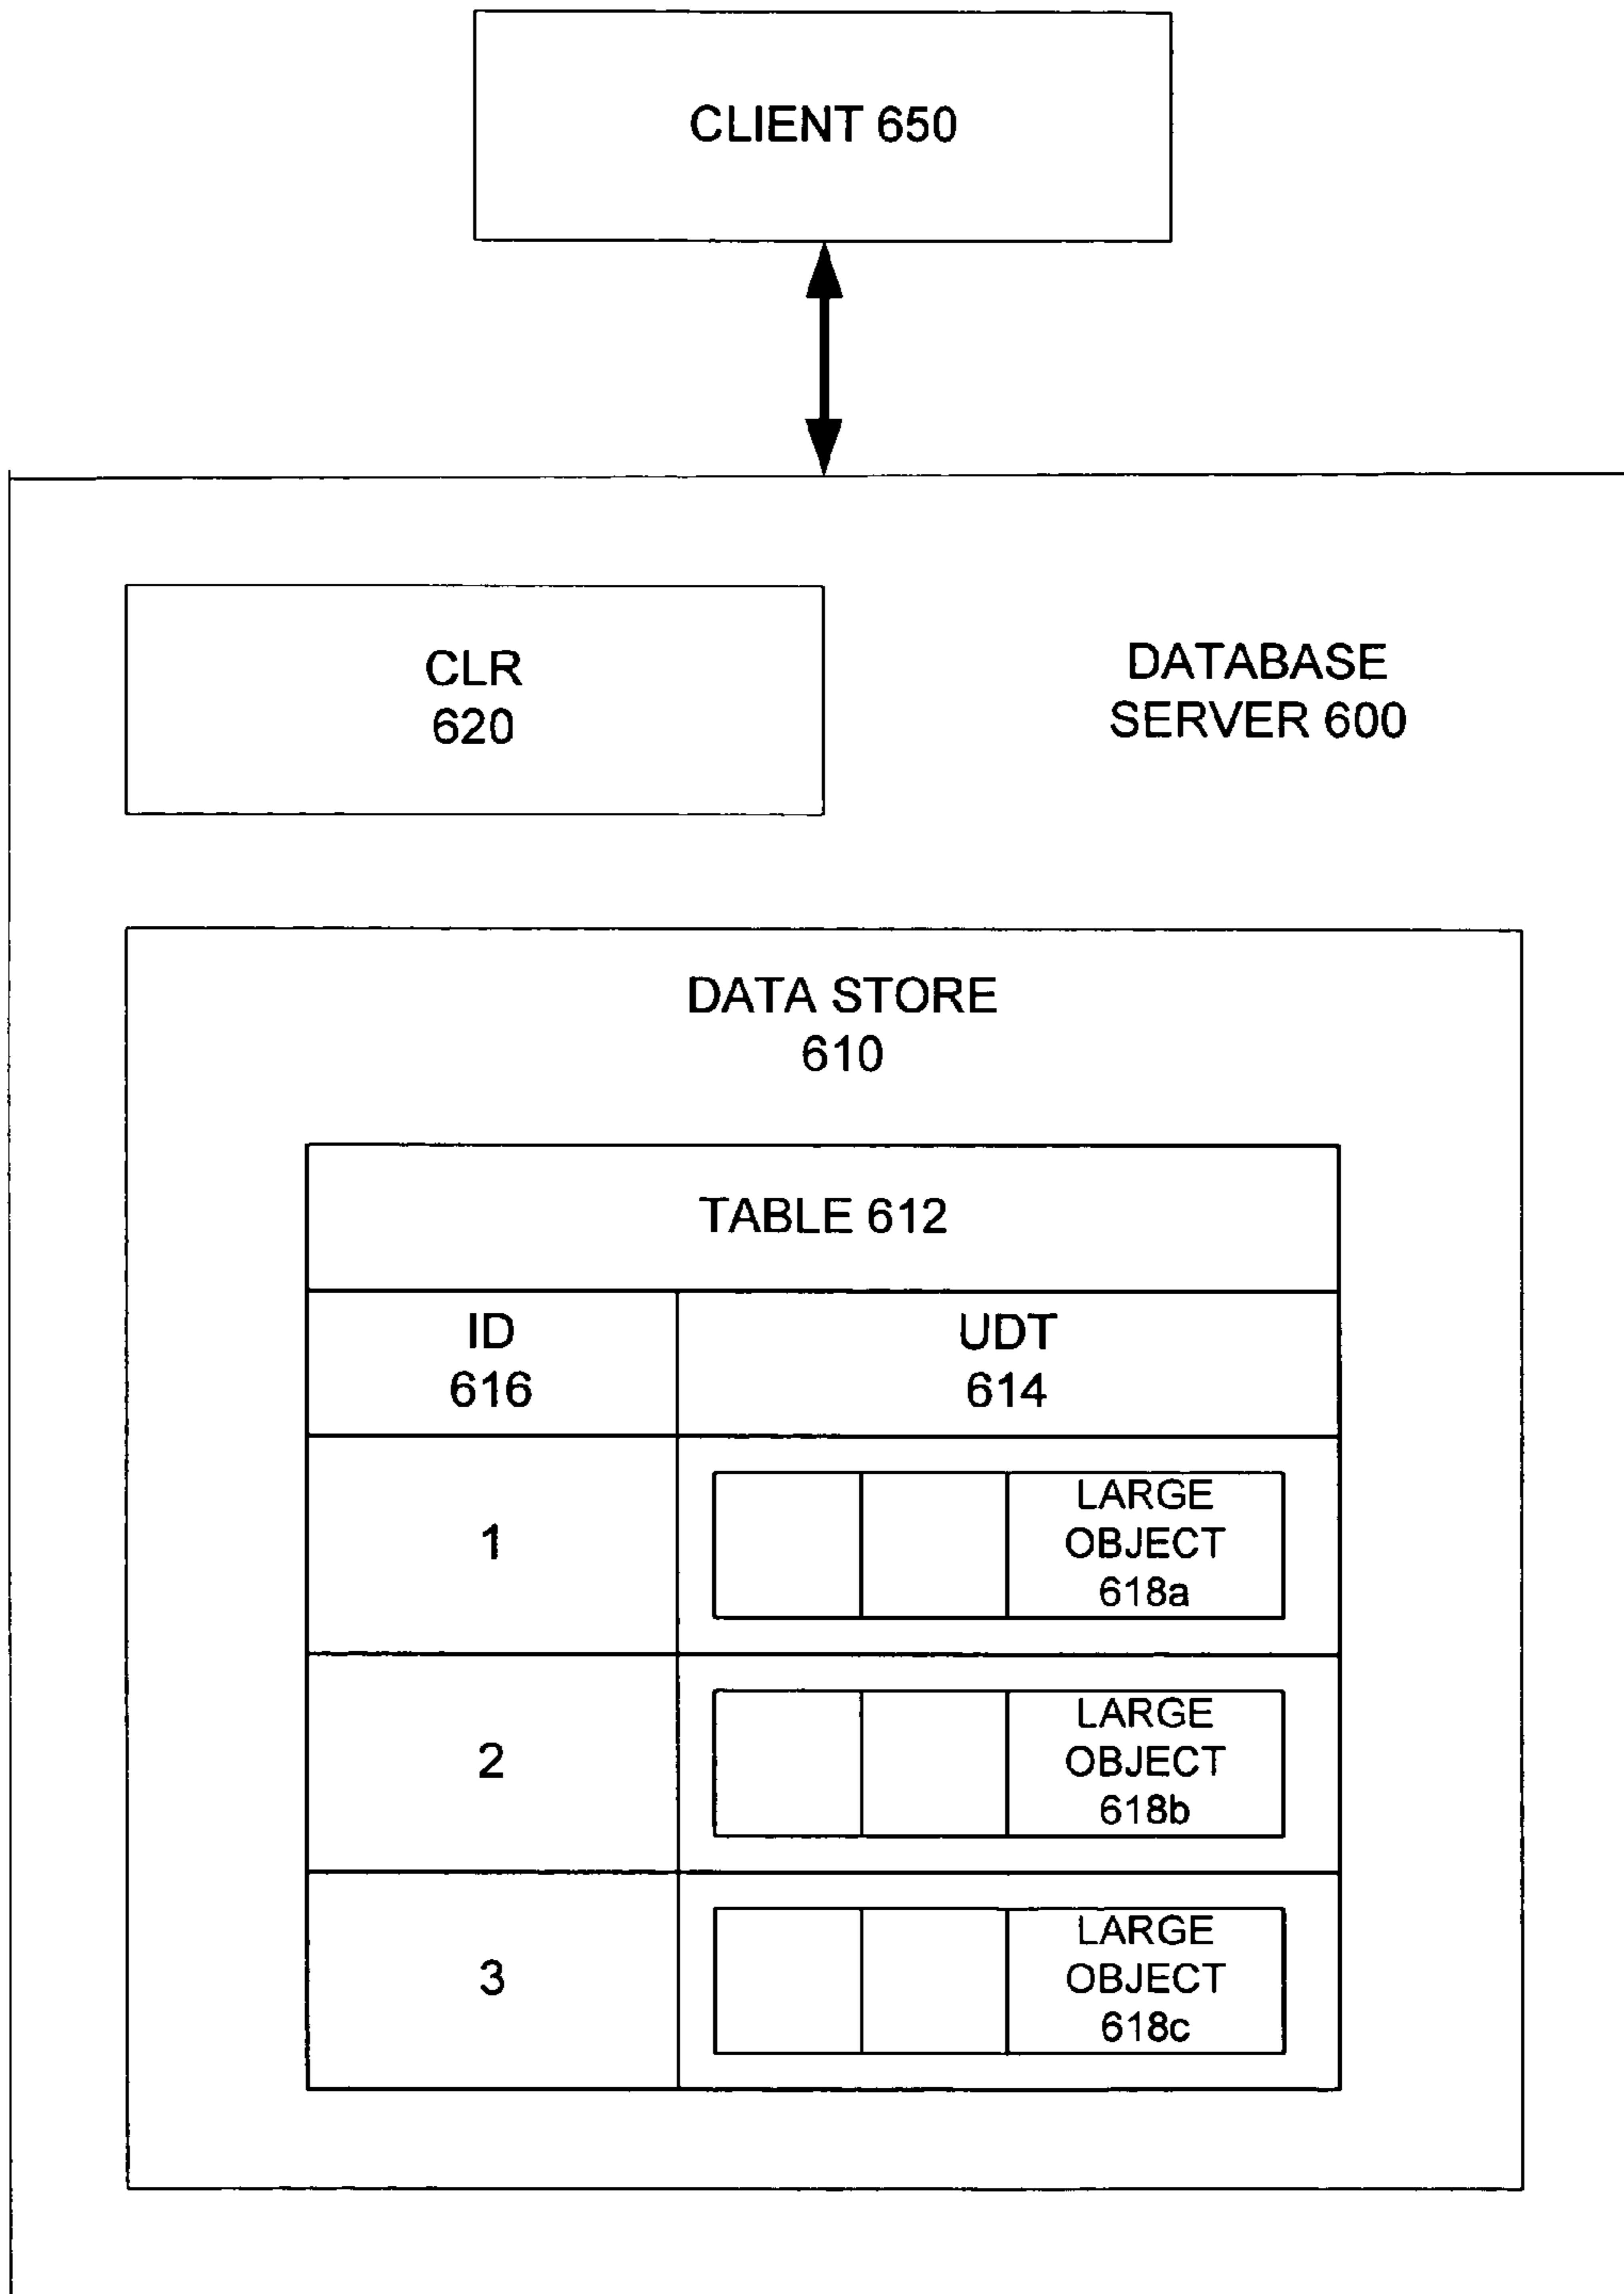 CLIENT 650
CLR
620
DATABASE
SERVER 600
DATA STORE
610
TABLE 612
ID
616
UDT
614
1
LARGE
OBJECT
618a
2
LARGE
OBJECT
618b
3
LARGE
OBJECT
618c